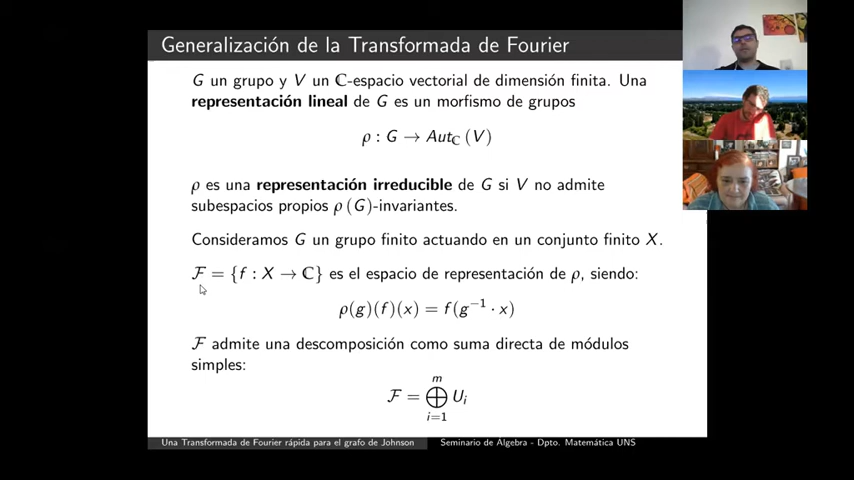 Generalización de la Transformada de Fourier
G un grupo y V un ℂ-espacio vectorial de dimensión finita. Una
representación lineal de G es un morfismo de grupos
ρ : G → Aut_ℂ (V)
ρ es una representación irreducible de G si V no admite
subespacios propios ρ (G)-invariantes.
Consideramos G un grupo finito actuando en un conjunto finito X.
ℱ = {f : X → ℂ} es el espacio de representación de ρ, siendo:
ρ(g)(f)(x) = f(g⁻¹ · x)
ℱ admite una descomposición como suma directa de módulos
simples:
ℱ = ⨁_{i=1}^{m} U_i
Una Transformada de Fourier rápida para el grafo de Johnson Seminario de Álgebra - Dpto. Matemática UNS